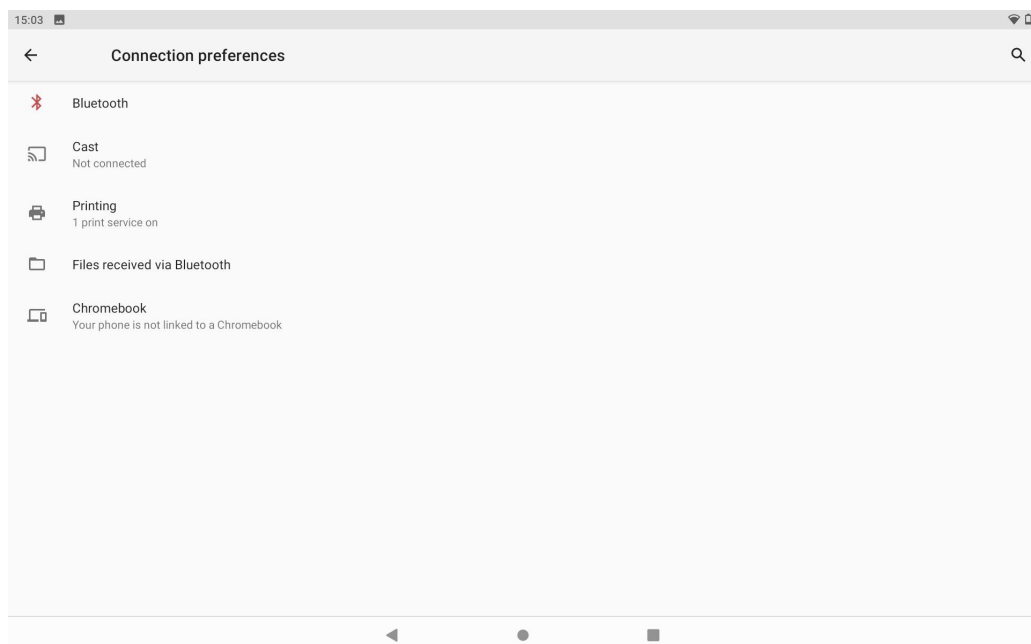 15:03
Connection preferences
Bluetooth
Cast
Not connected
Printing
1 print service on
Files received via Bluetooth
Chromebook
Your phone is not linked to a Chromebook